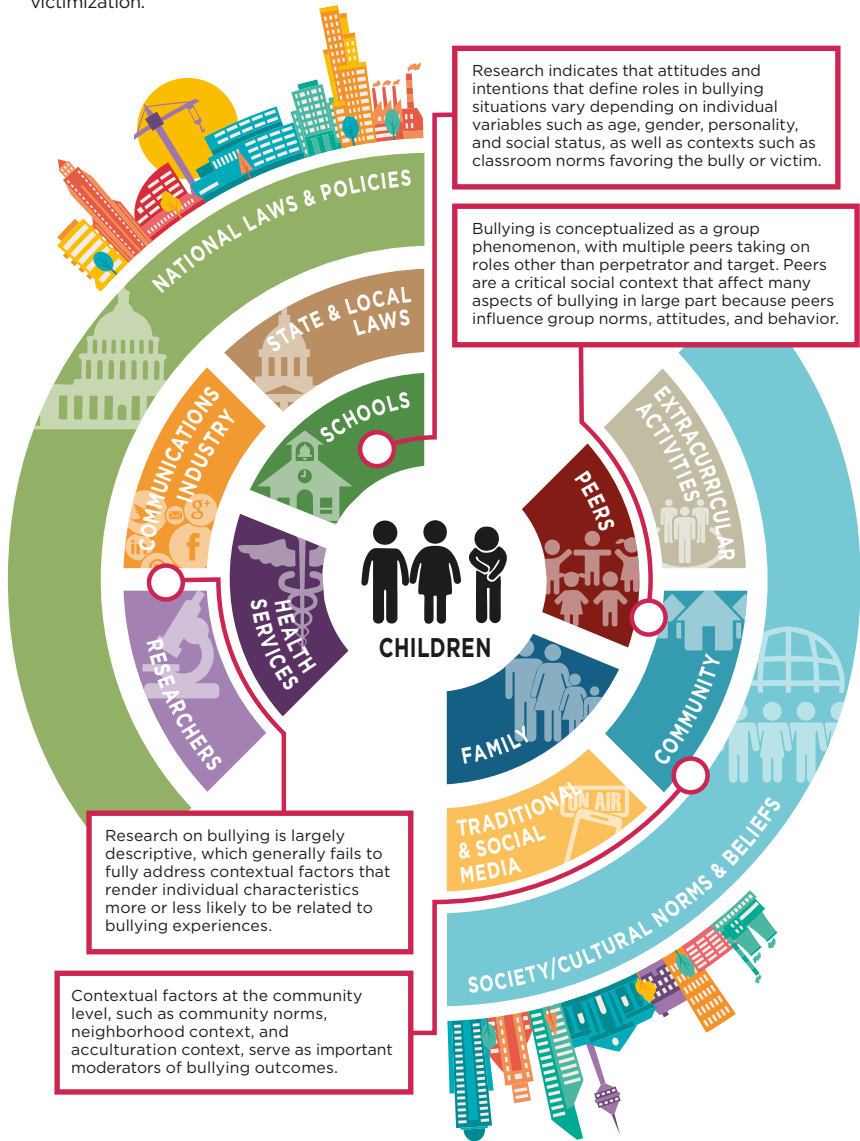 victimization.
Research indicates that attitudes and
intentions that define roles in bullying
situations vary depending on individual
variables such as age, gender, personality,
and social status, as well as contexts such as
classroom norms favoring the bully or victim.
Bullying is conceptualized as a group
phenomenon, with multiple peers taking on
roles other than perpetrator and target. Peers
are a critical social context that affect many
aspects of bullying in large part because peers
influence group norms, attitudes, and behavior.
NATIONAL LAWS & POLICIES
STATE & LOCAL
LAWS
SCHOOLS
COMMUNICATIONS
INDUSTRY
g+
f
in
HEALTH
SERVICES
RESEARCHERS
CHILDREN
PEERS
EXTRACURRICULAR
ACTIVITIES
COMMUNITY
FAMILY
ON AIR
TRADITIONAL
& SOCIAL
MEDIA
SOCIETY/CULTURAL NORMS & BELIEFS
Research on bullying is largely
descriptive, which generally fails to
fully address contextual factors that
render individual characteristics
more or less likely to be related to
bullying experiences.
Contextual factors at the community
level, such as community norms,
neighborhood context, and
acculturation context, serve as important
moderators of bullying outcomes.